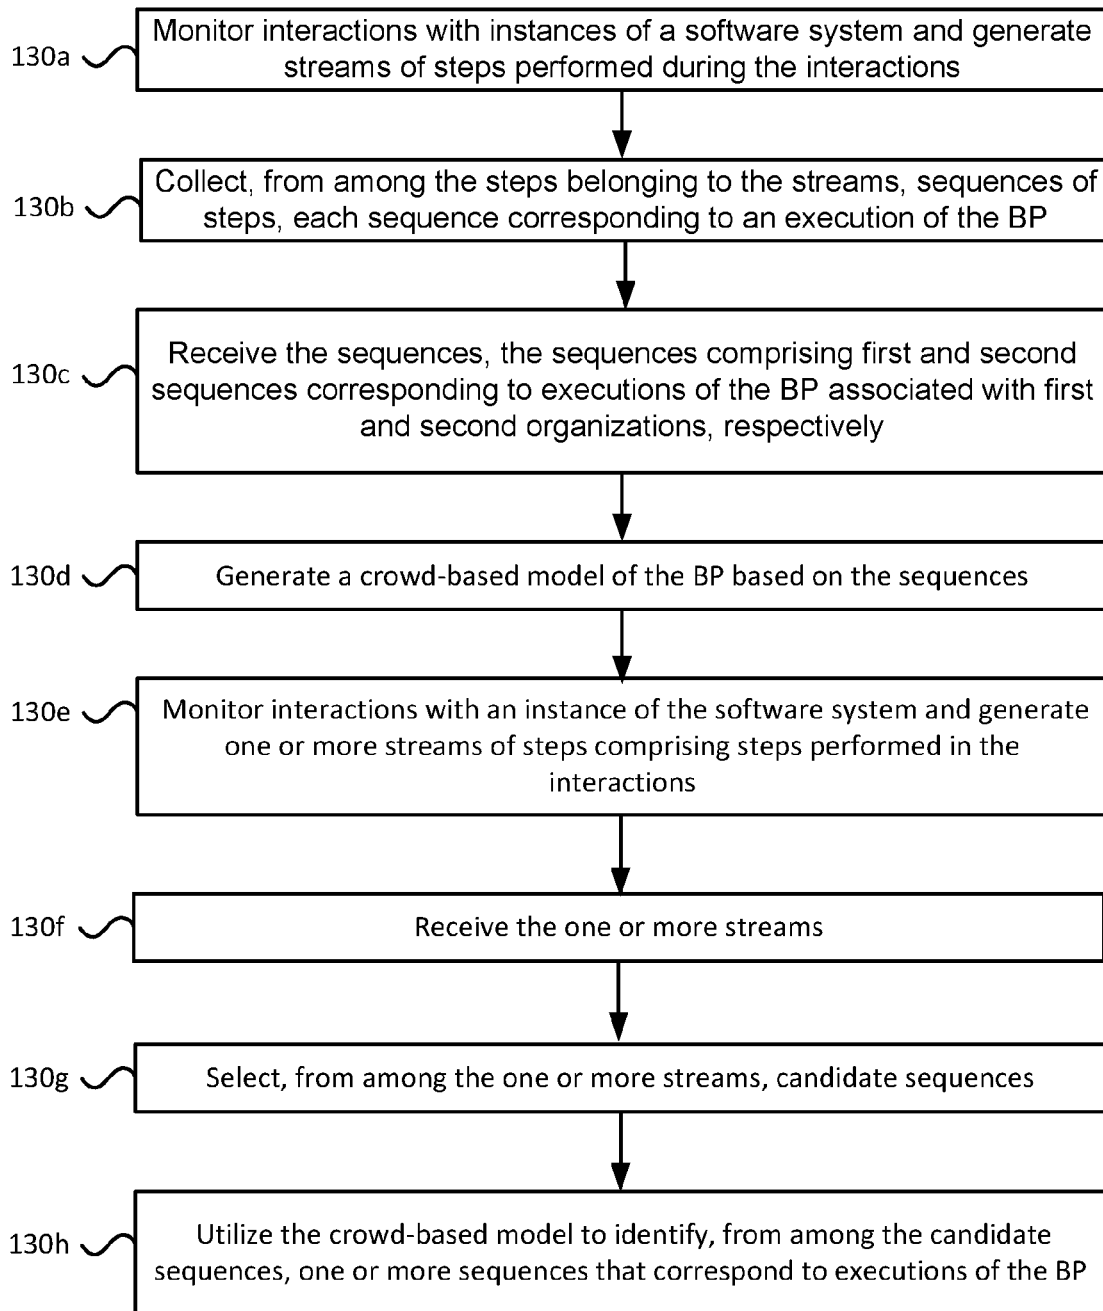 130a
Monitor interactions with instances of a software system and generate
streams of steps performed during the interactions
130b
Collect, from among the steps belonging to the streams, sequences of
steps, each sequence corresponding to an execution of the BP
130c
Receive the sequences, the sequences comprising first and second
sequences corresponding to executions of the BP associated with first
and second organizations, respectively
130d
Generate a crowd-based model of the BP based on the sequences
130e
Monitor interactions with an instance of the software system and generate
one or more streams of steps comprising steps performed in the
interactions
130f
Receive the one or more streams
130g
Select, from among the one or more streams, candidate sequences
130h
Utilize the crowd-based model to identify, from among the candidate
sequences, one or more sequences that correspond to executions of the BP